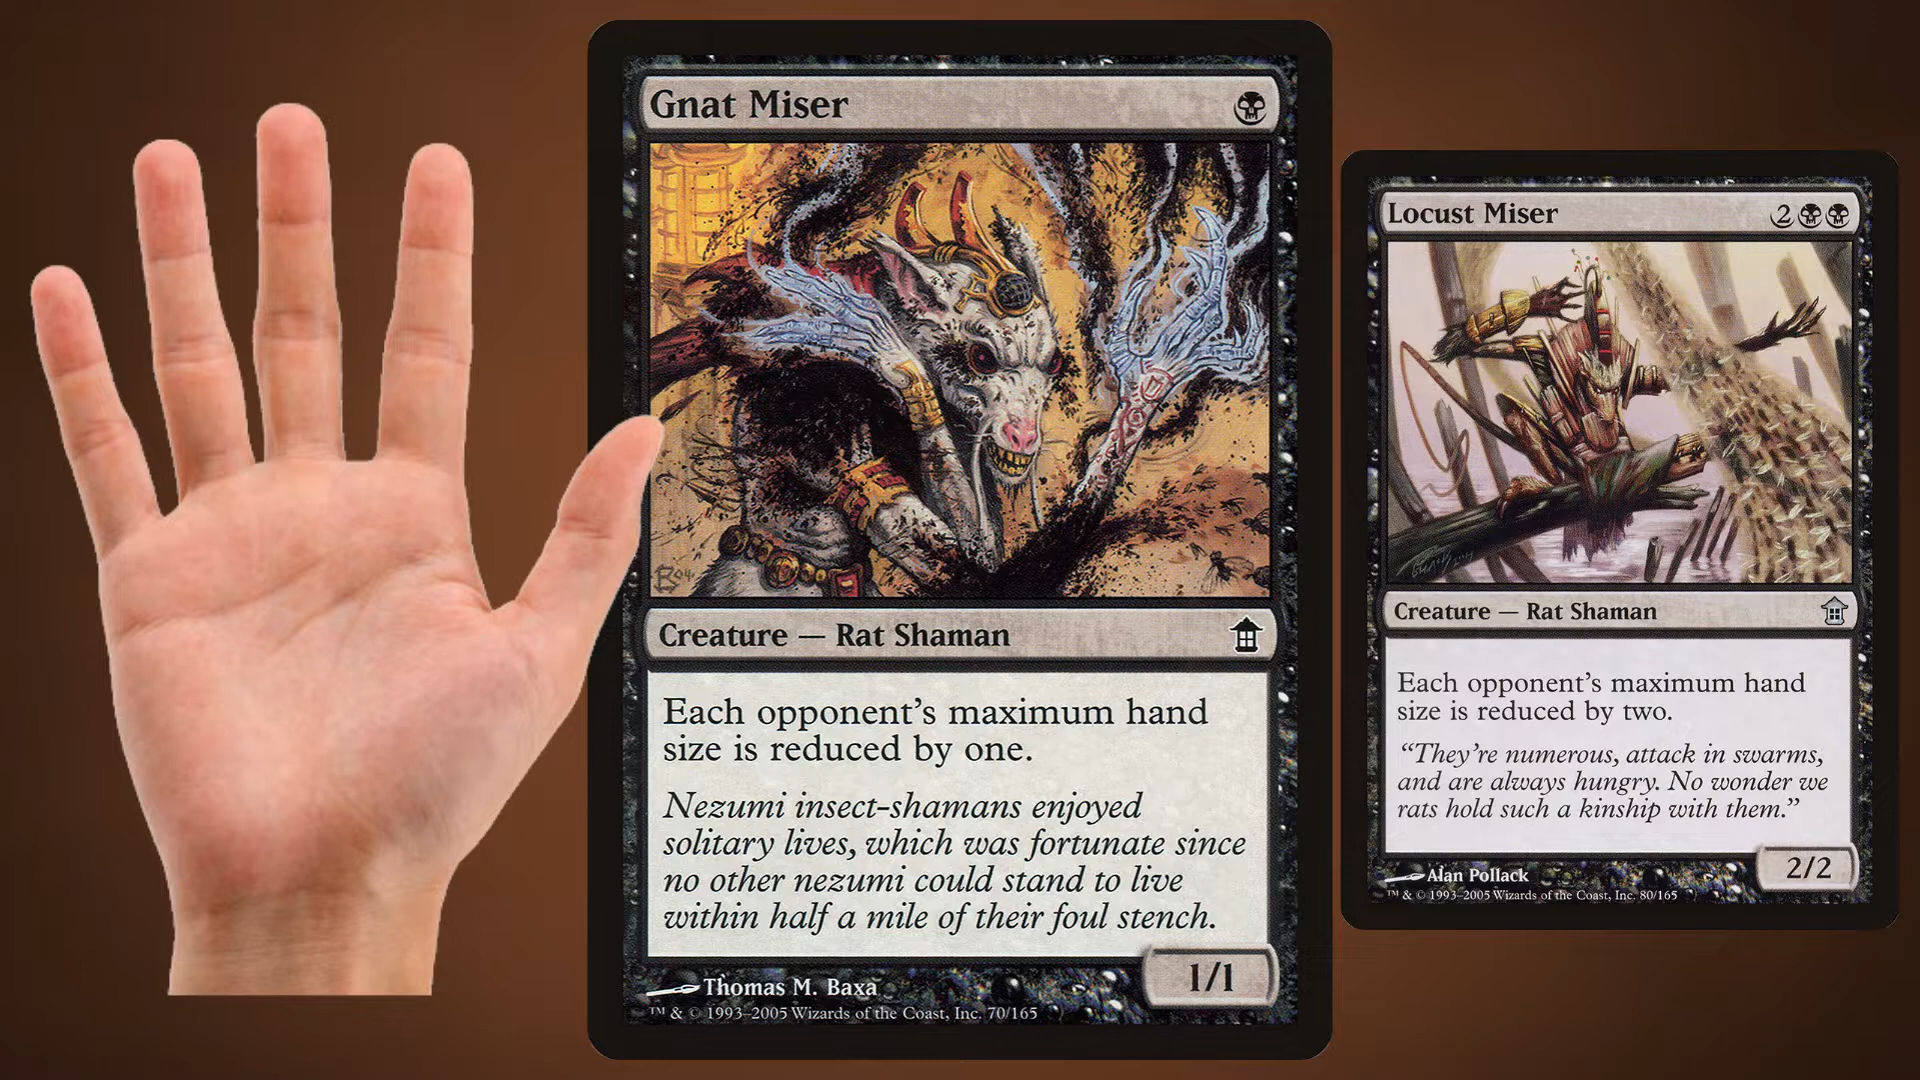 Gnat Miser
Creature — Rat Shaman
Each opponent's maximum hand
size is reduced by one.
Nezumi insect-shamans enjoyed
solitary lives, which was fortunate since
no other nezumi could stand to live
within half a mile of their foul stench.
1/1
Thomas M. Baxa
™ & © 1993–2005 Wizards of the Coast, Inc. 70/165
Locust Miser
2
Creature — Rat Shaman
Each opponent's maximum hand
size is reduced by two.
“They're numerous, attack in swarms,
and are always hungry. No wonder we
rats hold such a kinship with them.”
2/2
Alan Pollack
™ & © 1993–2005 Wizards of the Coast, Inc. 80/165